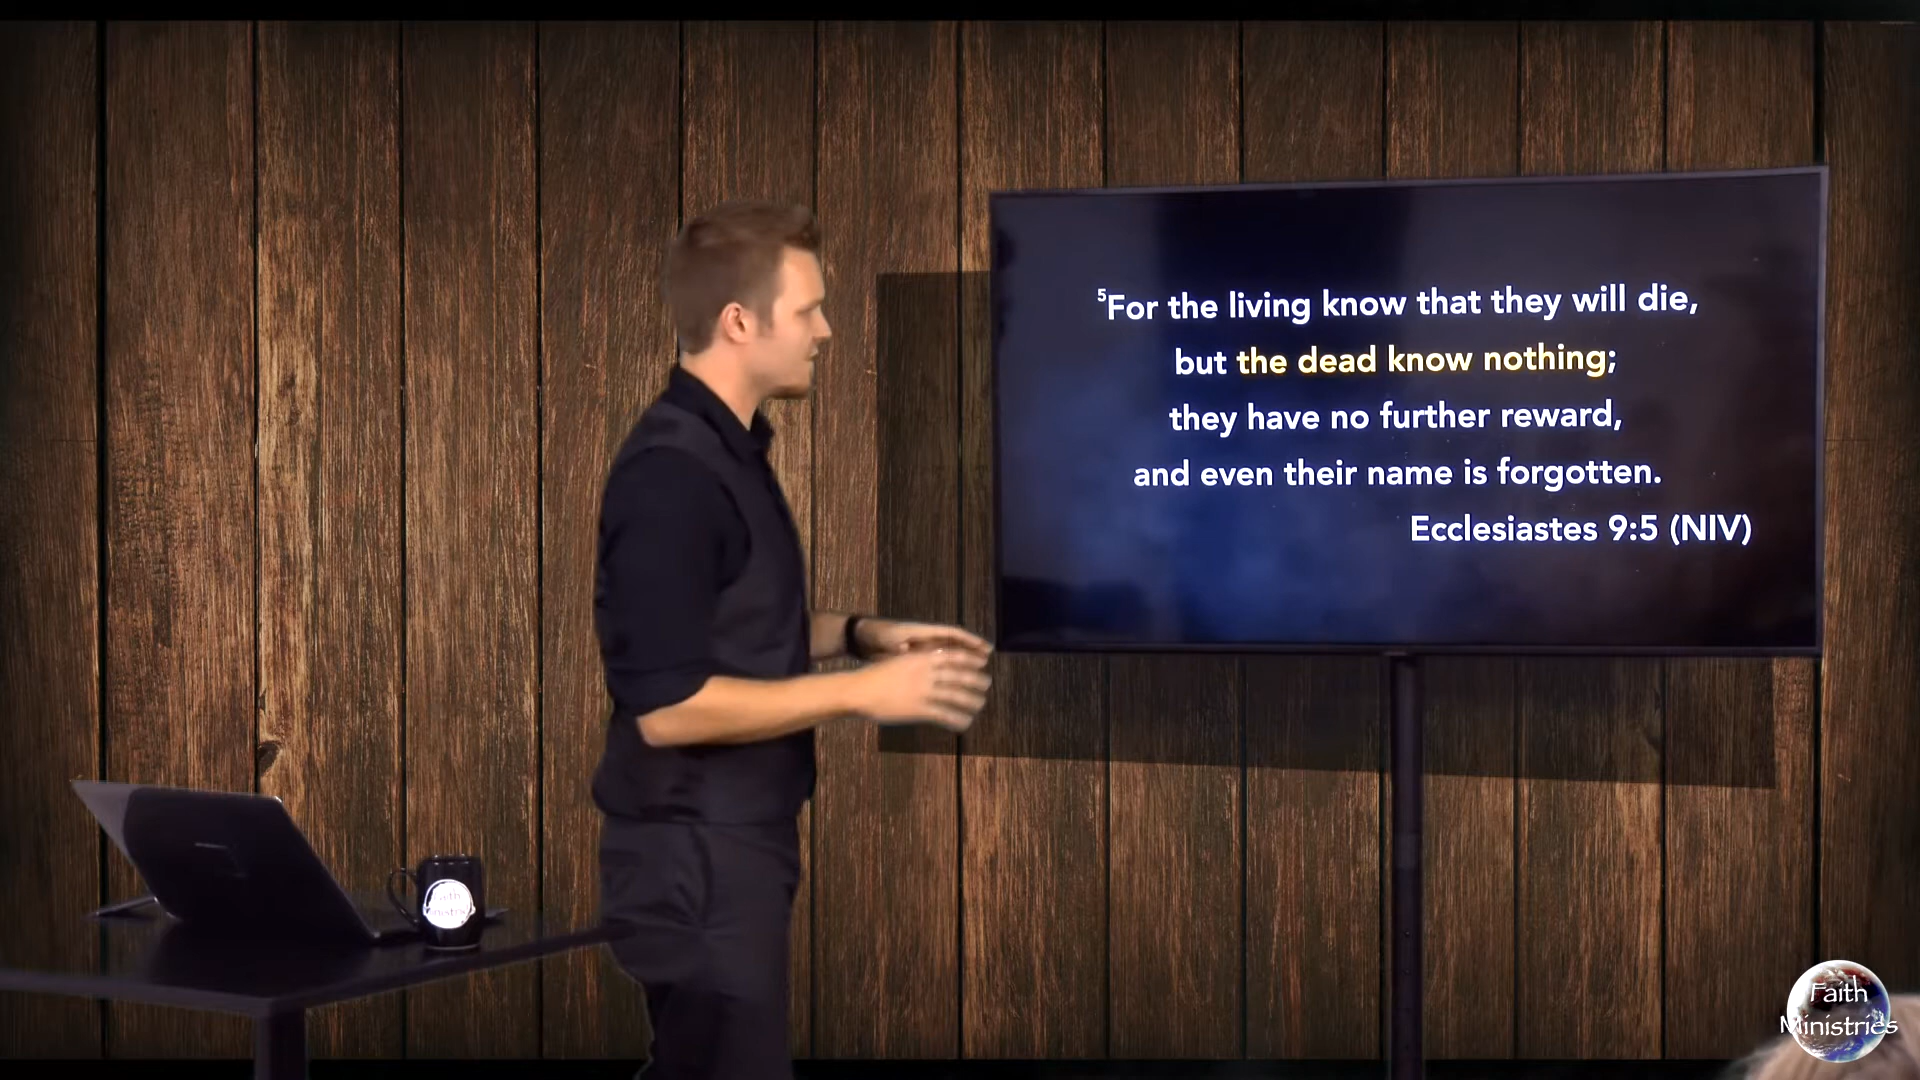 ⁵For the living know that they will die,
but the dead know nothing;
they have no further reward,
and even their name is forgotten.
Ecclesiastes 9:5 (NIV)
Faith
Ministries